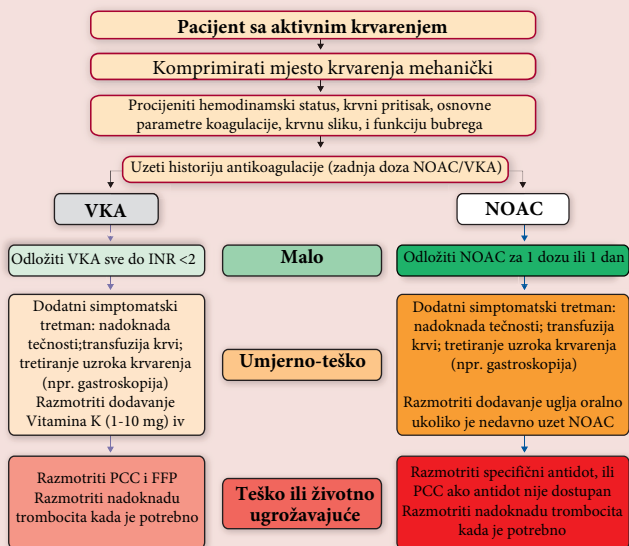 Pacijent sa aktivnim krvarenjem
Komprimirati mjesto krvarenja mehanički
Procijeniti hemodinamski status, krvni pritisak, osnovne
parametre koagulacije, krvnu sliku, i funkciju bubrega
Uzeti historiju antikoagulacije (zadnja doza NOAC/VKA)
VKA
NOAC
Odložiti VKA sve do INR <2
Malo
Odložiti NOAC za 1 dozu ili 1 dan
Dodatni simptomatski
tretman: nadoknada
tečnosti;transfuzija krvi;
tretiranje uzroka krvarenja
(npr. gastroskopija)
Razmotriti dodavanje
Vitamina K (1-10 mg) iv
Umjerno-teško
Dodatni simptomatski tretman:
nadoknada tečnosti; transfuzija
krvi; tretiranje uzroka krvarenja
(npr. gastroskopija)
Razmotriti dodavanje uglja oralno
ukoliko je nedavno uzet NOAC
Razmotriti PCC i FFP
Razmotriti nadoknadu
trombocita kada je potrebno
Teško ili životno
ugrožavajuće
Razmotriti specifični antidot, ili
PCC ako antidot nije dostupan
Razmotriti nadoknadu trombocita
kada je potrebno